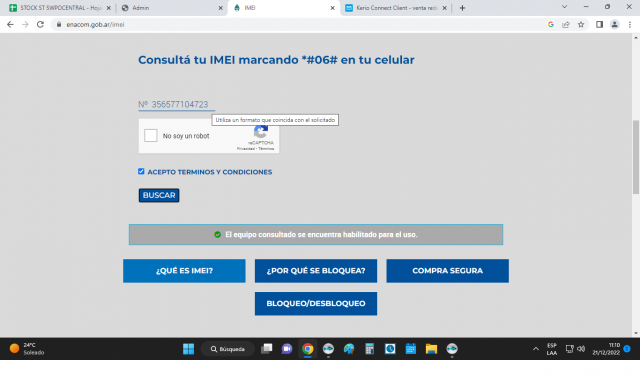 STOCK ST SWPOCENTRAL - Hoja
Admin
IMEI
Kerio Connect Client - venta rede
enacom.gob.ar/imei
Consultá tu IMEI marcando *#06# en tu celular
Nº 356577104723
Utiliza un formato que coincida con el solicitado
No soy un robot
reCAPTCHA
Privacidad - Términos
ACEPTO TERMINOS Y CONDICIONES
BUSCAR
El equipo consultado se encuentra habilitado para el uso.
¿QUÉ ES IMEI?
¿POR QUÉ SE BLOQUEA?
COMPRA SEGURA
BLOQUEO/DESBLOQUEO
24°C
Soleado
Búsqueda
ESP
LAA
11:10
21/12/2022